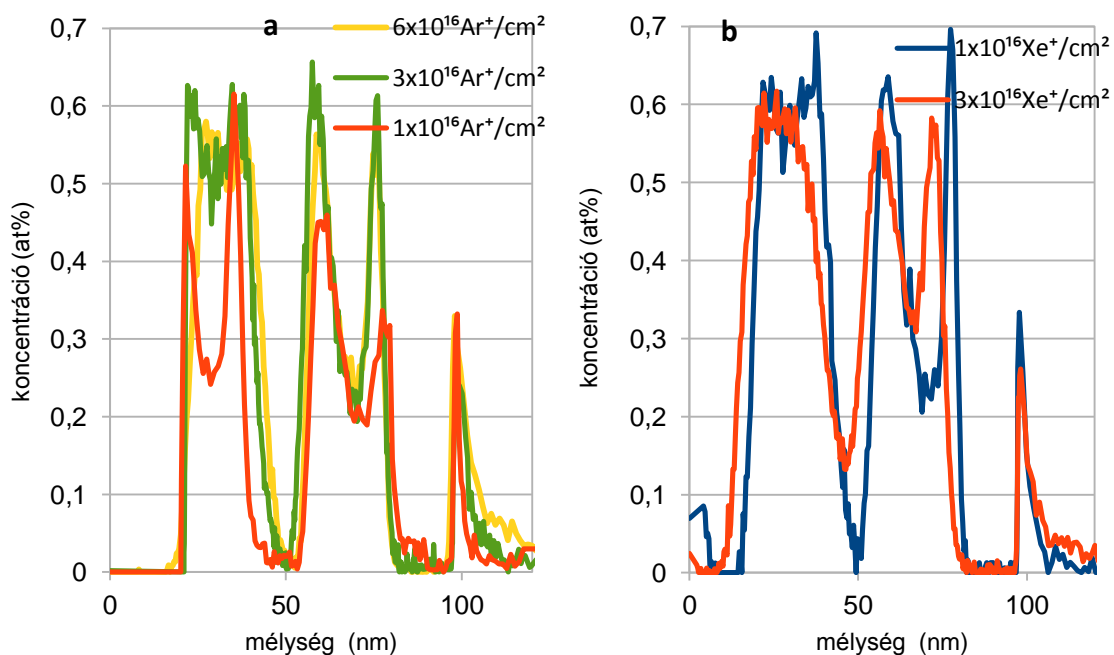 a
6x10¹⁶Ar⁺/cm²
3x10¹⁶Ar⁺/cm²
1x10¹⁶Ar⁺/cm²
koncentráció (at%)
0,7
0,6
0,5
0,4
0,3
0,2
0,1
0
0 50 100
mélység (nm)
b
1x10¹⁶Xe⁺/cm²
3x10¹⁶Xe⁺/cm²
koncentráció (at%)
0,7
0,6
0,5
0,4
0,3
0,2
0,1
0
0 50 100
mélység (nm)